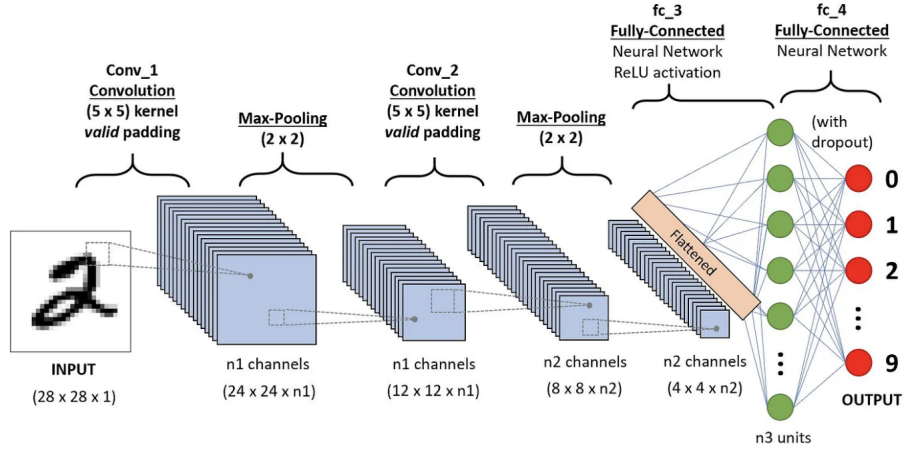 fc_3
Fully-Connected
Neural Network
ReLU activation
fc_4
Fully-Connected
Neural Network
Conv_1
Convolution
(5 x 5) kernel
valid padding
Max-Pooling
(2 x 2)
Conv_2
Convolution
(5 x 5) kernel
valid padding
Max-Pooling
(2 x 2)
(with
dropout)
Flattened
0
1
2
9
INPUT
(28 x 28 x 1)
n1 channels
(24 x 24 x n1)
n1 channels
(12 x 12 x n1)
n2 channels
(8 x 8 x n2)
n2 channels
(4 x 4 x n2)
OUTPUT
n3 units